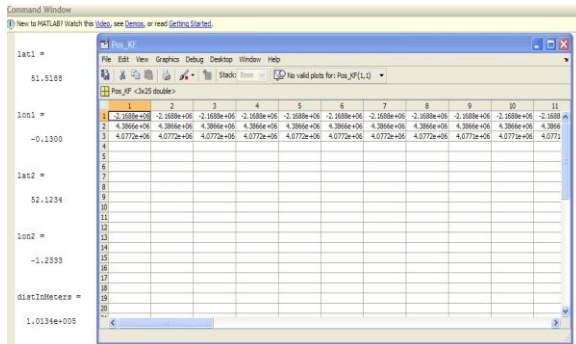 Command Window
New to MATLAB? Watch this Video, see Demos, or read Getting Started.
lat1 =
51.5188
lon1 =
-0.1300
lat2 =
52.1234
lon2 =
-1.2333
distInMeters =
1.0134e+005
Pos_KF
File Edit View Graphics Debug Desktop Window Help
Stack: Base No valid plots for: Pos_KF(1,1)
Pos_KF <3x25 double>
1 2 3 4 5 6 7 8 9 10 11
1 -2.1688e+06 -2.1688e+06 -2.1688e+06 -2.1688e+06 -2.1688e+06 -2.1688e+06 -2.1688e+06 -2.1688e+06 -2.1688e+06 -2.1688e+06 -2.1688
2 4.3866e+06 4.3866e+06 4.3866e+06 4.3866e+06 4.3866e+06 4.3866e+06 4.3866e+06 4.3866e+06 4.3866e+06 4.3866e+06 4.3866
3 4.0772e+06 4.0772e+06 4.0772e+06 4.0772e+06 4.0772e+06 4.0772e+06 4.0772e+06 4.0771e+06 4.0771e+06 4.0771e+06 4.0771
4
5
6
7
8
9
10
11
12
13
14
15
16
17
18
19
20